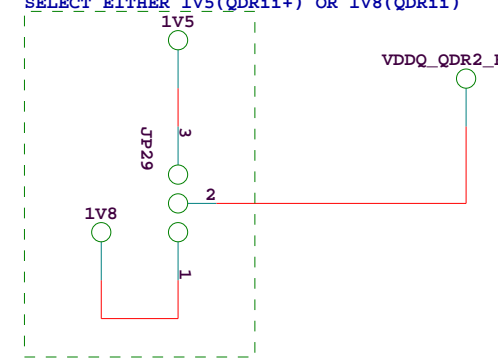 SELECT EITHER 1V5(QDRii+) OR 1V8(QDRii)
1V5
VDDQ_QDR2_
3
JP29
2
1V8
1